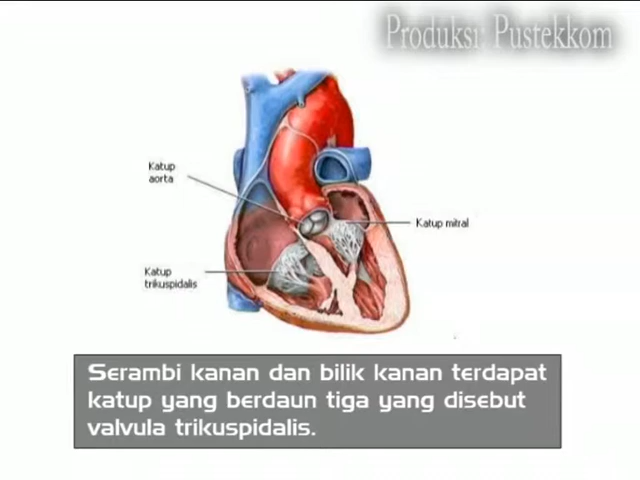 Produksi: Pustekkom
Katup
aorta
Katup mitral
Katup
trikuspidalis
Serambi kanan dan bilik kanan terdapat
katup yang berdaun tiga yang disebut
valvula trikuspidalis.